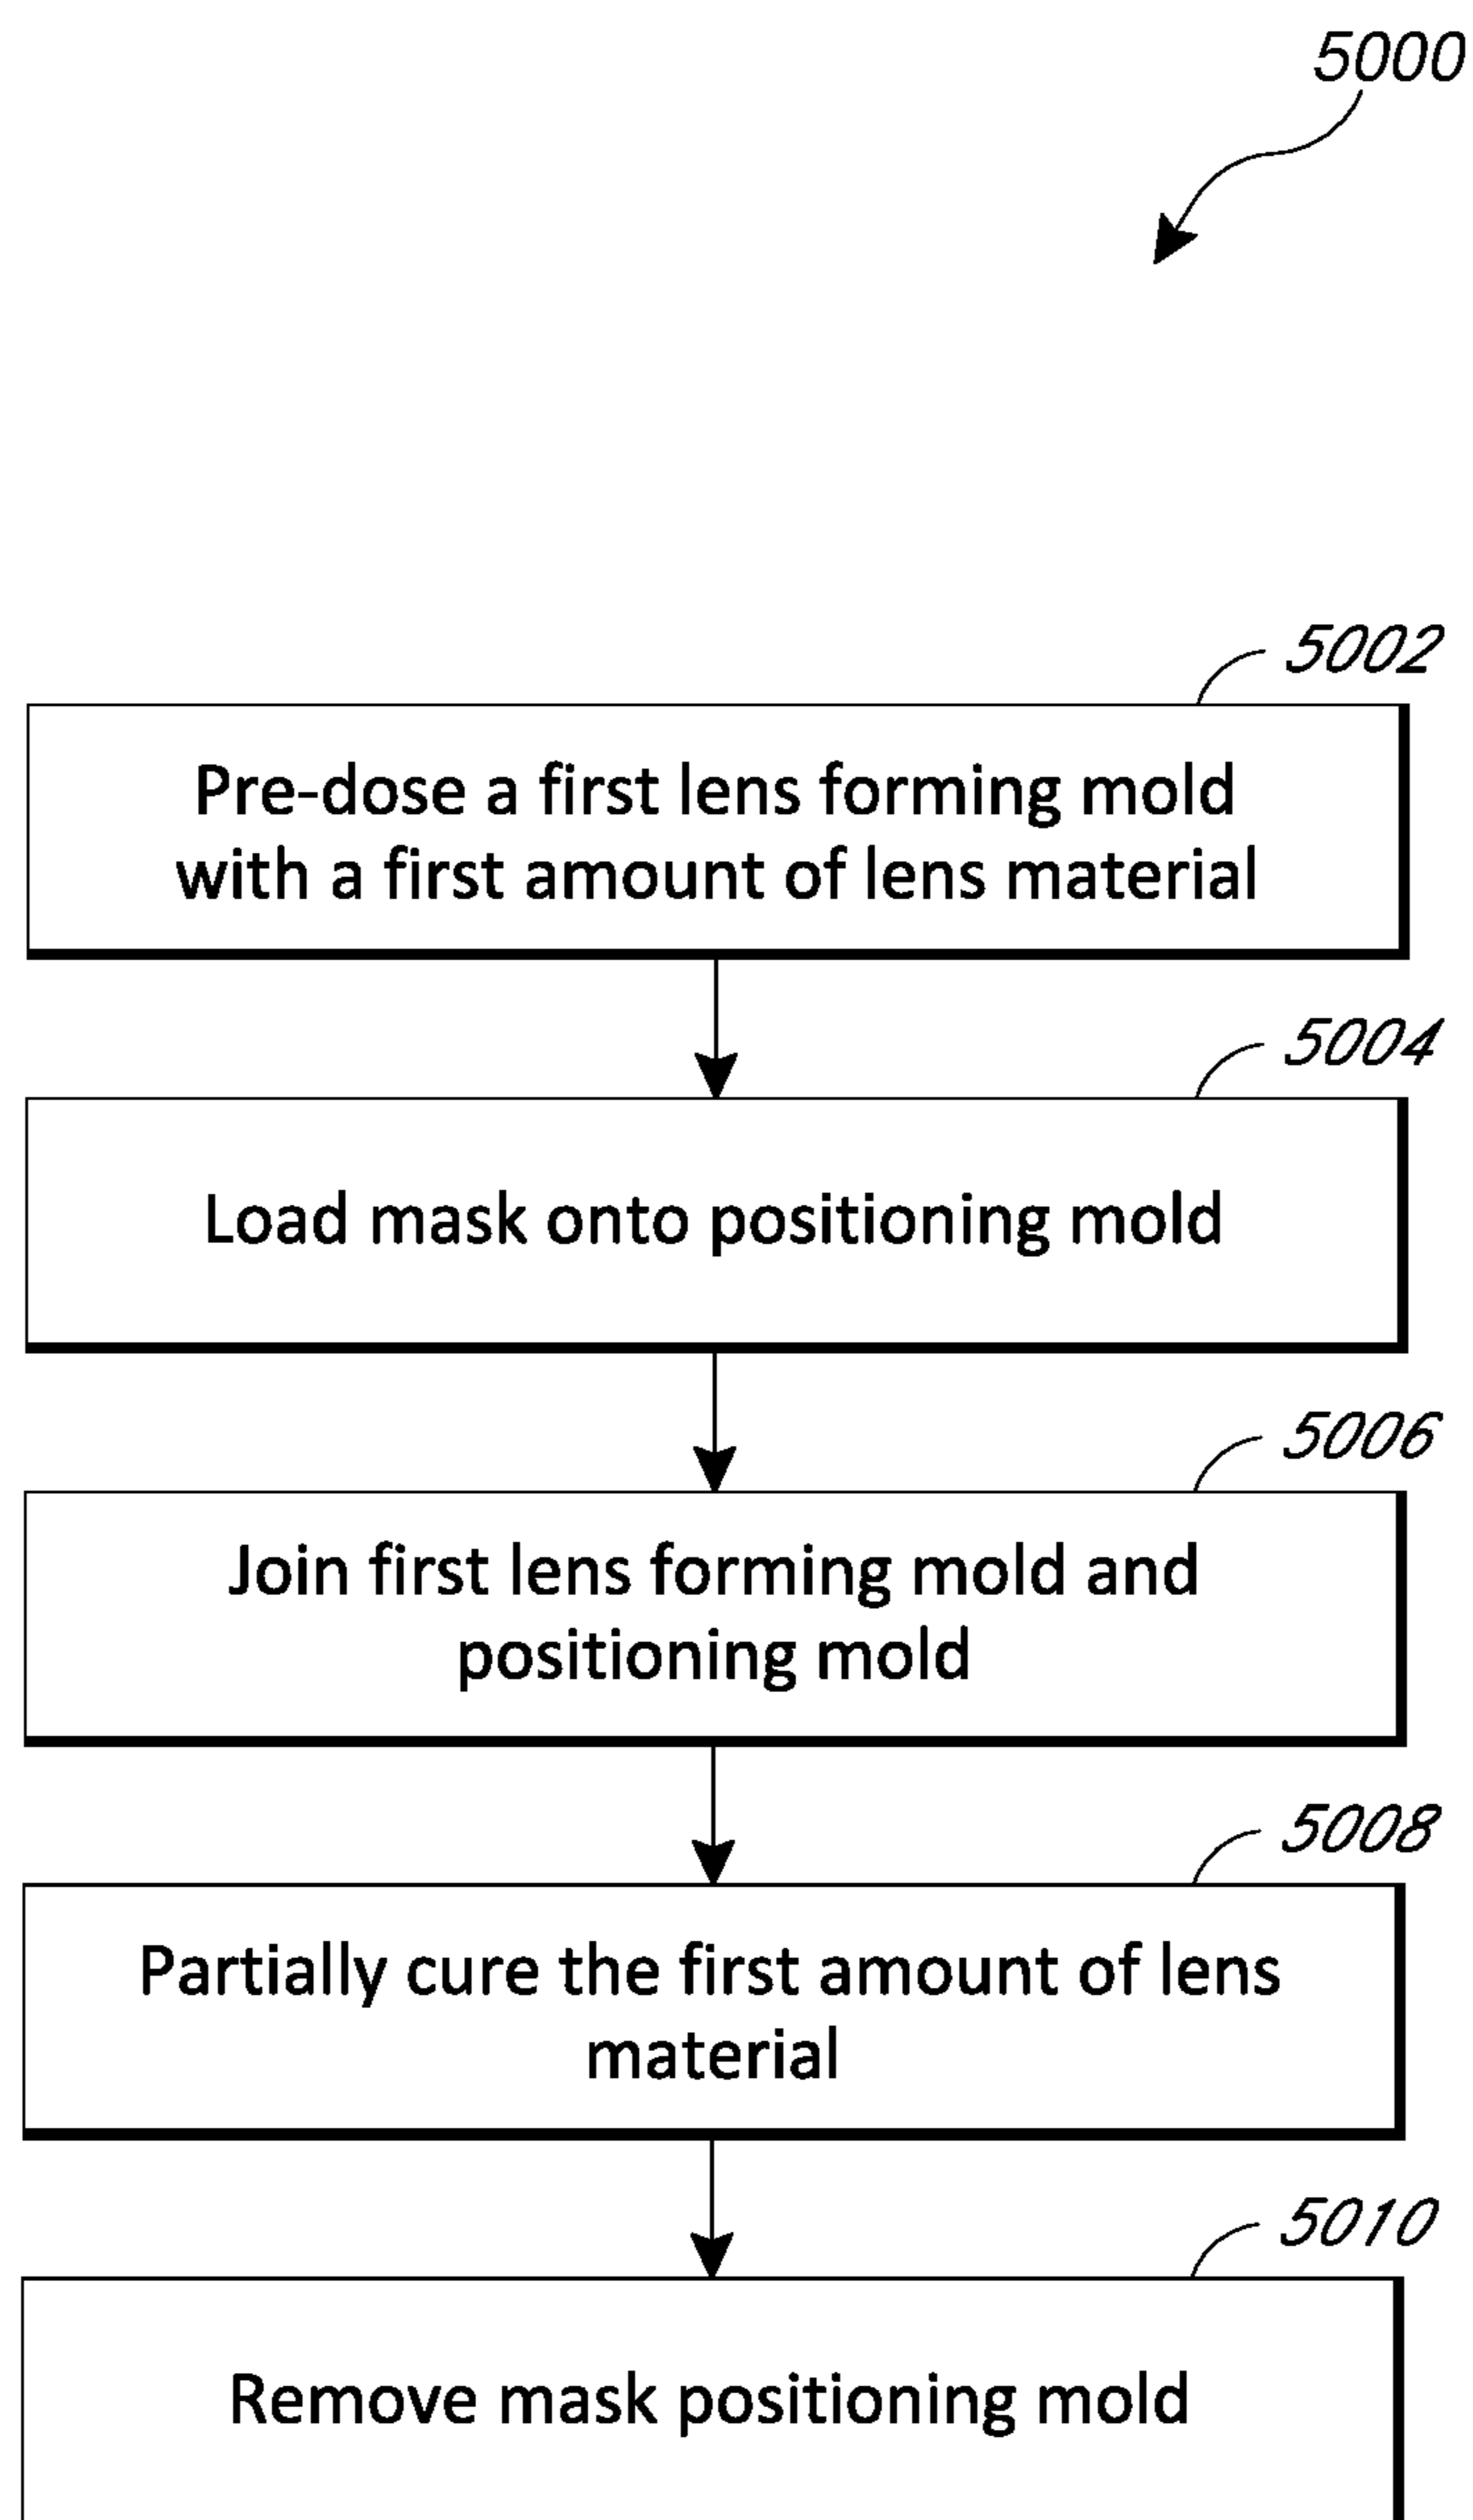 5000
5002
Pre-dose a first lens forming mold
with a first amount of lens material
5004
Load mask onto positioning mold
5006
Join first lens forming mold and
positioning mold
5008
Partially cure the first amount of lens
material
5010
Remove mask positioning mold